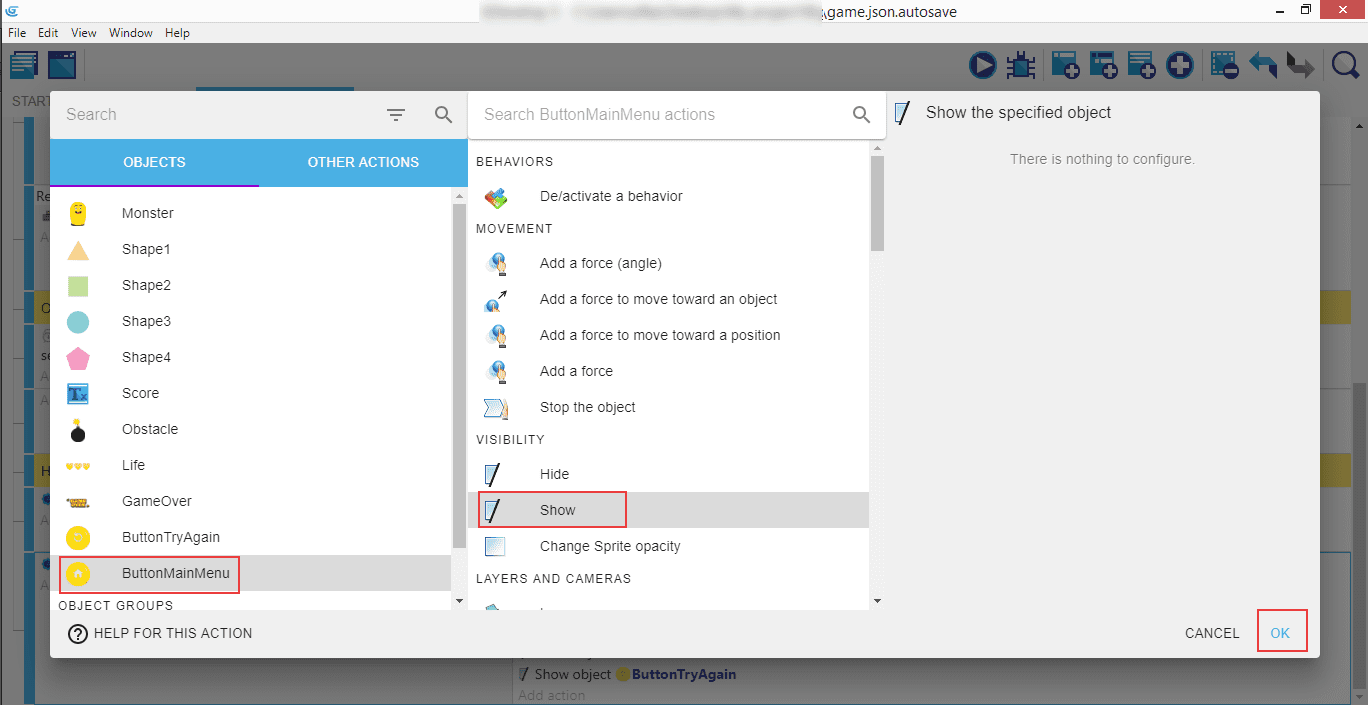 \game.json.autosave
File Edit View Window Help
START
Search
Search ButtonMainMenu actions
Show the specified object
OBJECTS
OTHER ACTIONS
There is nothing to configure.
Monster
Shape1
Shape2
Shape3
Shape4
Score
Obstacle
Life
GameOver
ButtonTryAgain
ButtonMainMenu
OBJECT GROUPS
BEHAVIORS
De/activate a behavior
MOVEMENT
Add a force (angle)
Add a force to move toward an object
Add a force to move toward a position
Add a force
Stop the object
VISIBILITY
Hide
Show
Change Sprite opacity
LAYERS AND CAMERAS
HELP FOR THIS ACTION
CANCEL
OK
Show object ButtonTryAgain
Add action